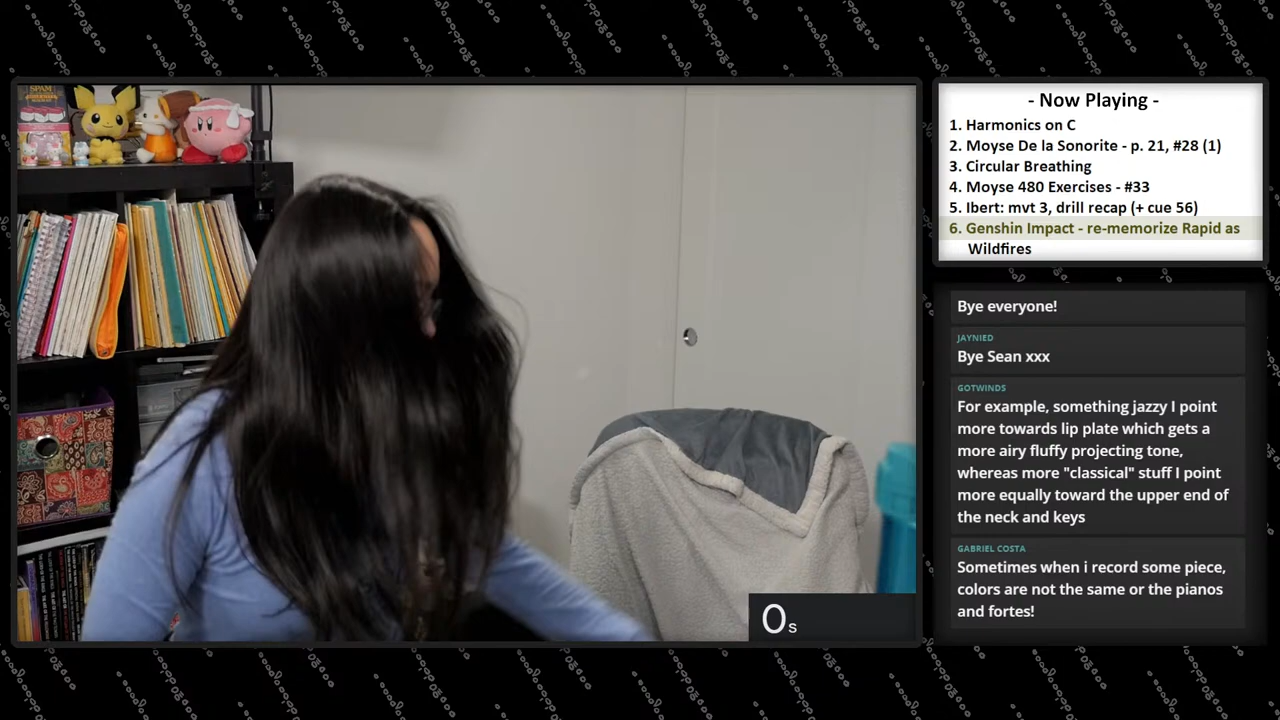 SPAM
- Now Playing -
1. Harmonics on C
2. Moyse De la Sonorite - p. 21, #28 (1)
3. Circular Breathing
4. Moyse 480 Exercises - #33
5. Ibert: mvt 3, drill recap (+ cue 56)
6. Genshin Impact - re-memorize Rapid as
Wildfires
Bye everyone!
JAYNIED
Bye Sean xxx
GOTWINDS
For example, something jazzy I point
more towards lip plate which gets a
more airy fluffy projecting tone,
whereas more "classical" stuff I point
more equally toward the upper end of
the neck and keys
GABRIEL COSTA
Sometimes when i record some piece,
colors are not the same or the pianos
and fortes!
0s